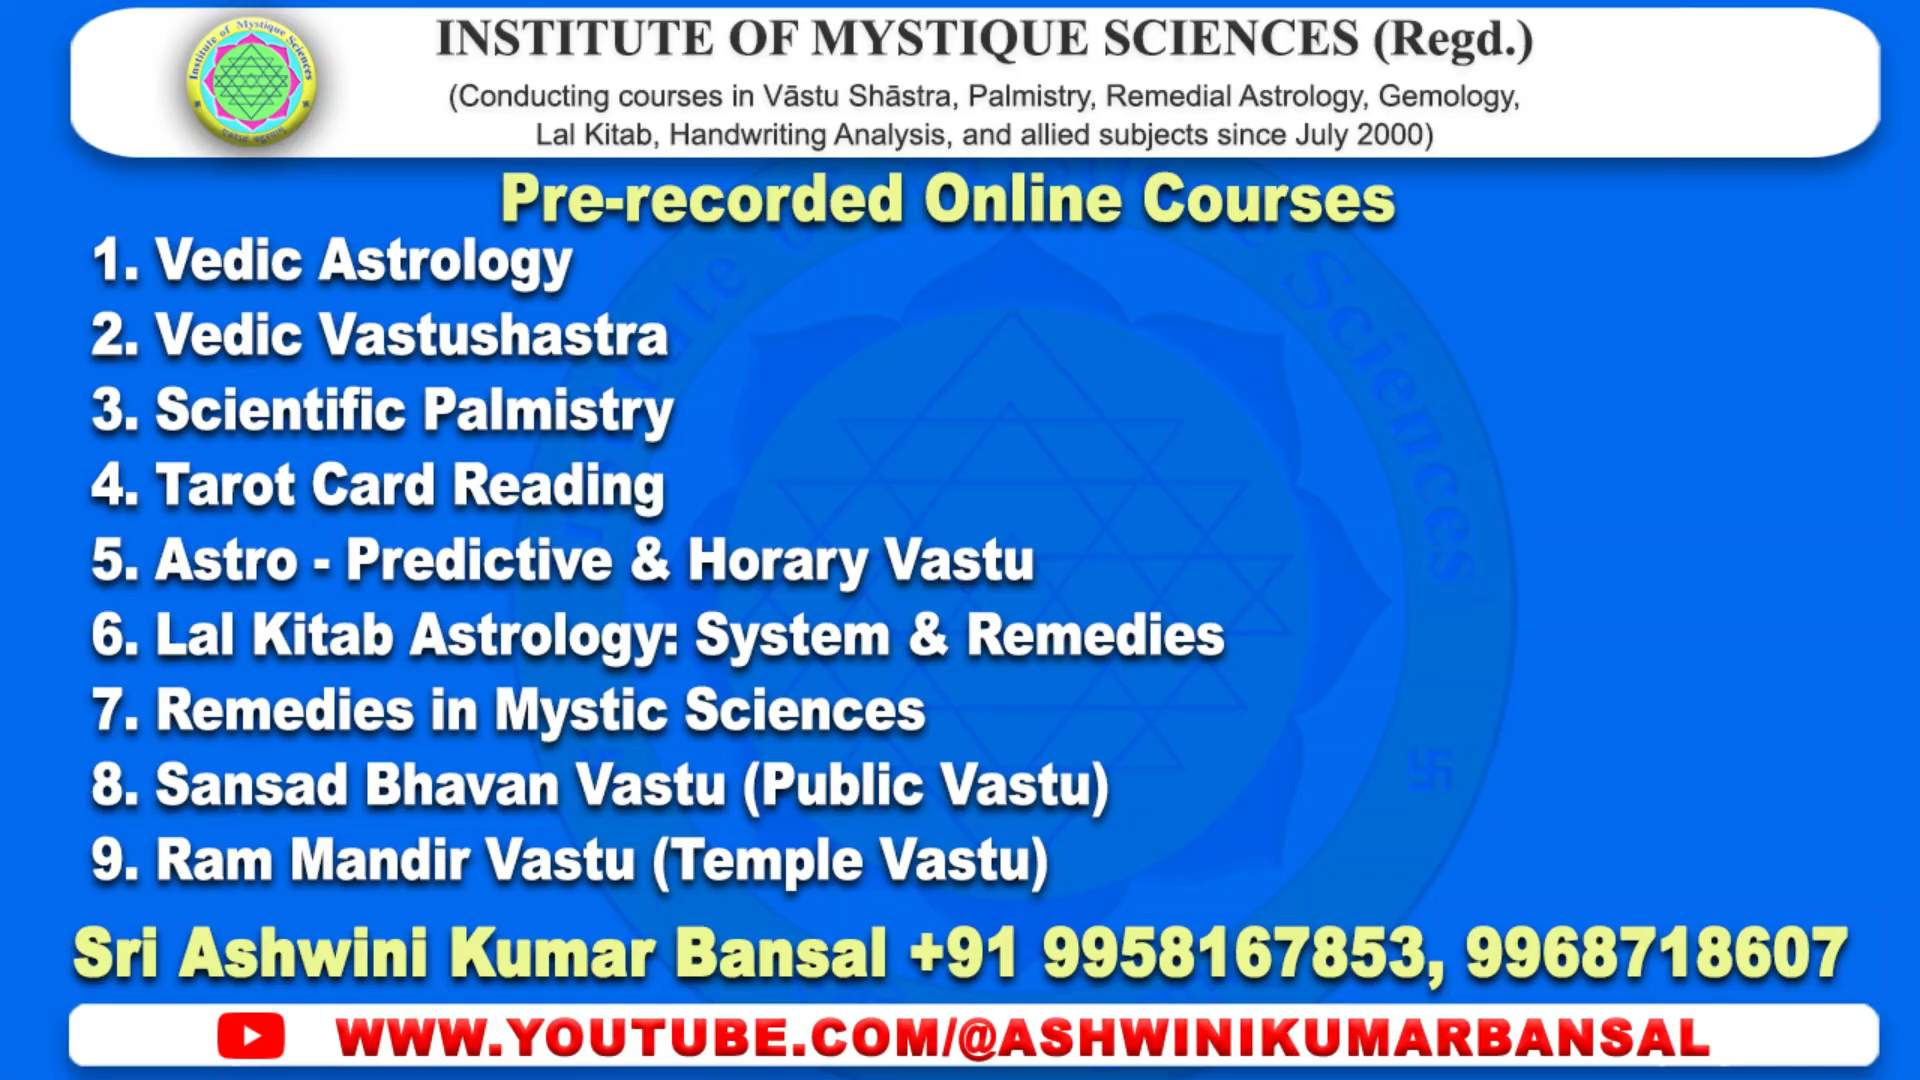 Institute of Mystique Sciences
INSTITUTE OF MYSTIQUE SCIENCES (Regd.)
(Conducting courses in Vāstu Shāstra, Palmistry, Remedial Astrology, Gemology,
Lal Kitab, Handwriting Analysis, and allied subjects since July 2000)
Pre-recorded Online Courses
1. Vedic Astrology
2. Vedic Vastushastra
3. Scientific Palmistry
4. Tarot Card Reading
5. Astro - Predictive & Horary Vastu
6. Lal Kitab Astrology: System & Remedies
7. Remedies in Mystic Sciences
8. Sansad Bhavan Vastu (Public Vastu)
9. Ram Mandir Vastu (Temple Vastu)
Sri Ashwini Kumar Bansal +91 9958167853, 9968718607
WWW.YOUTUBE.COM/@ASHWINIKUMARBANSAL